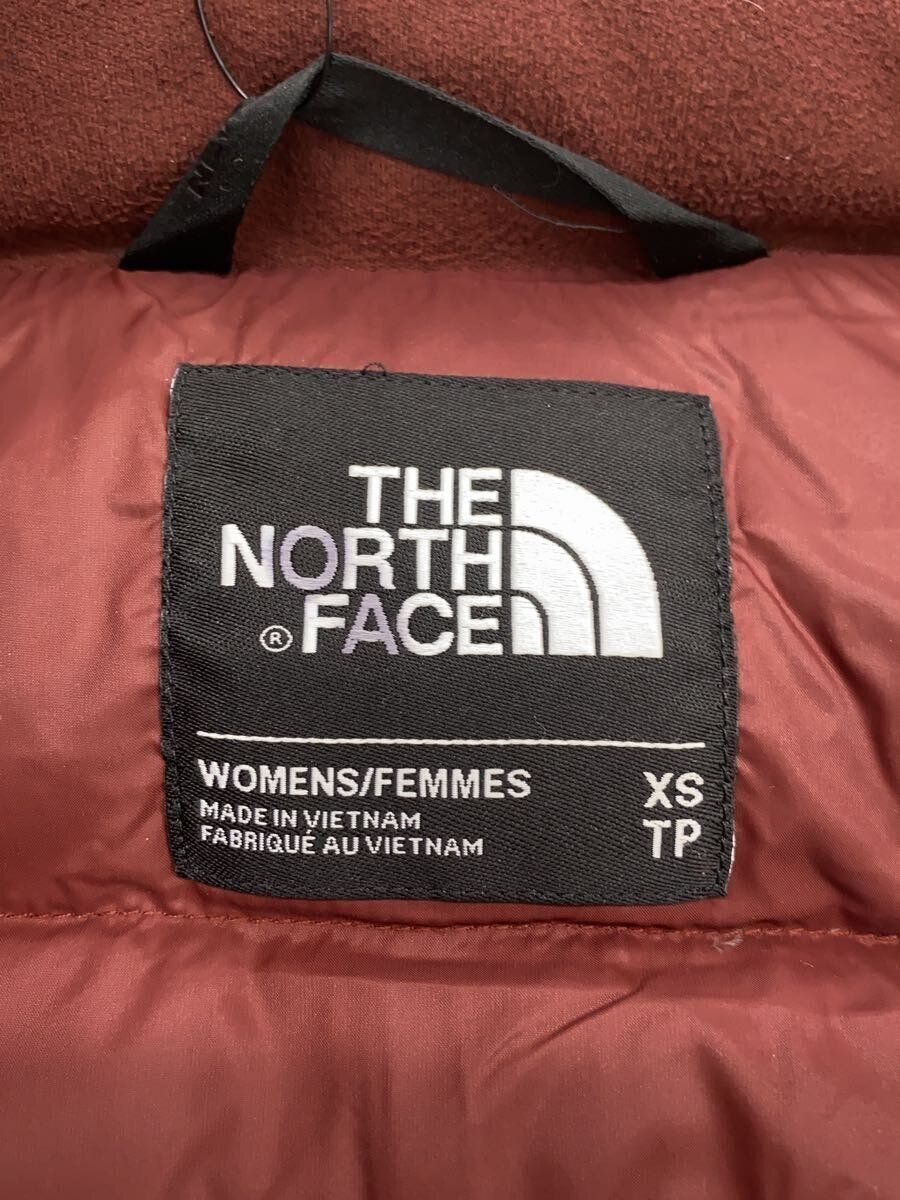 THE
NORTH
® FACE
WOMENS/FEMMES XS
MADE IN VIETNAM TP
FABRIQUÉ AU VIETNAM